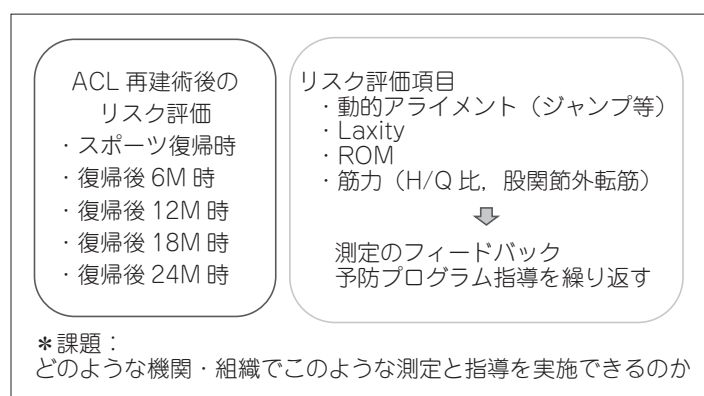 ACL 再建術後の
リスク評価
・スポーツ復帰時
・復帰後 6M 時
・復帰後 12M 時
・復帰後 18M 時
・復帰後 24M 時
リスク評価項目
・動的アライメント（ジャンプ等）
・Laxity
・ROM
・筋力（H/Q 比，股関節外転筋）
測定のフィードバック
予防プログラム指導を繰り返す
＊課題：
どのような機関・組織でこのような測定と指導を実施できるのか